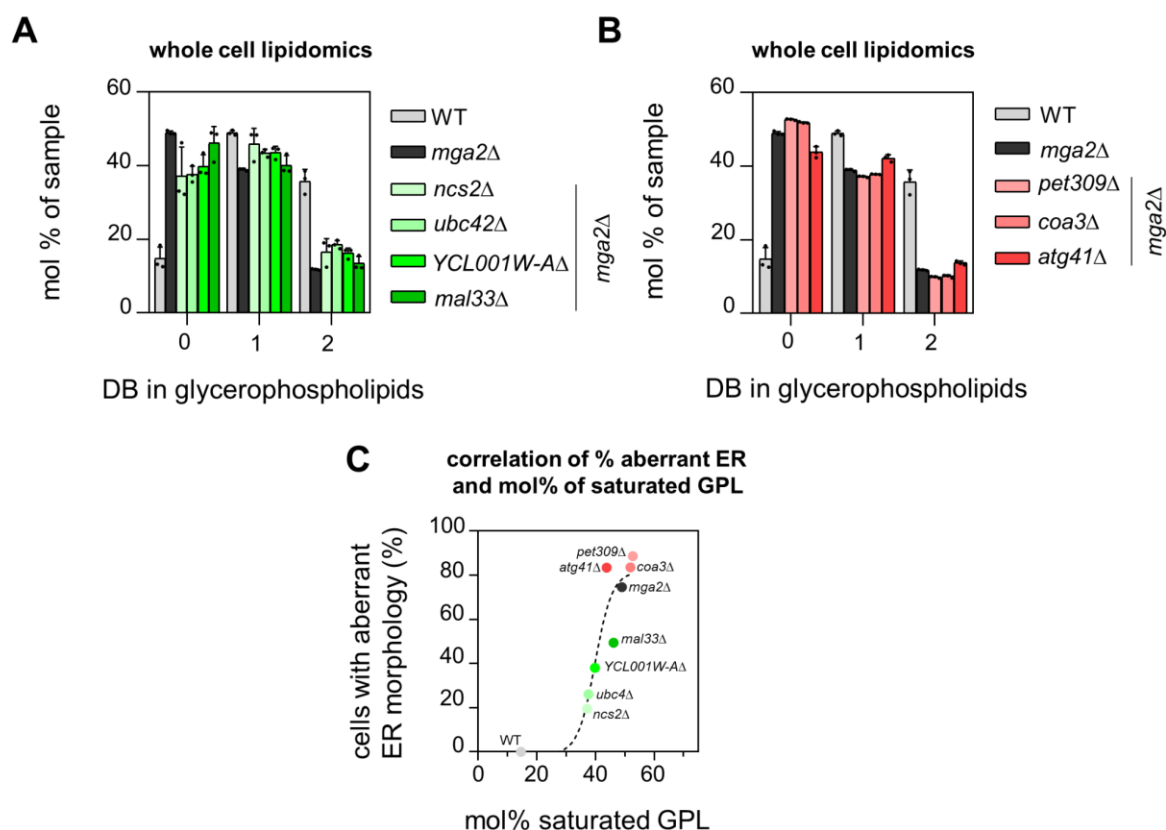 A
whole cell lipidomics
mol % of sample
60
40
20
0
0 1 2
DB in glycerophospholipids
WT
mga2Δ
ncs2Δ
ubc42Δ
YCL001W-AΔ
mal33Δ
mga2Δ
B
whole cell lipidomics
mol % of sample
60
40
20
0
0 1 2
DB in glycerophospholipids
WT
mga2Δ
pet309Δ
coa3Δ
atg41Δ
mga2Δ
C
correlation of % aberrant ER
and mol% of saturated GPL
cells with aberrant
ER morphology (%)
100
80
60
40
20
0
pet309Δ
atg41Δ coa3Δ
mga2Δ
mal33Δ
YCL001W-AΔ
ubc4Δ
ncs2Δ
WT
0 20 40 60
mol% saturated GPL